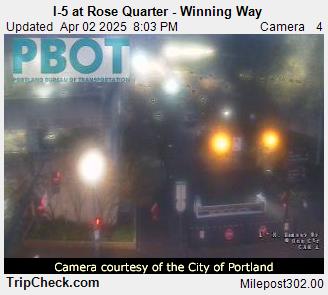 I-5 at Rose Quarter - Winning Way
Updated Apr 02 2025 8:03 PM Camera 4
PBOT
PORTLAND BUREAU OF TRANSPORTATION
Camera courtesy of the City of Portland
TripCheck.com Milepost302.00